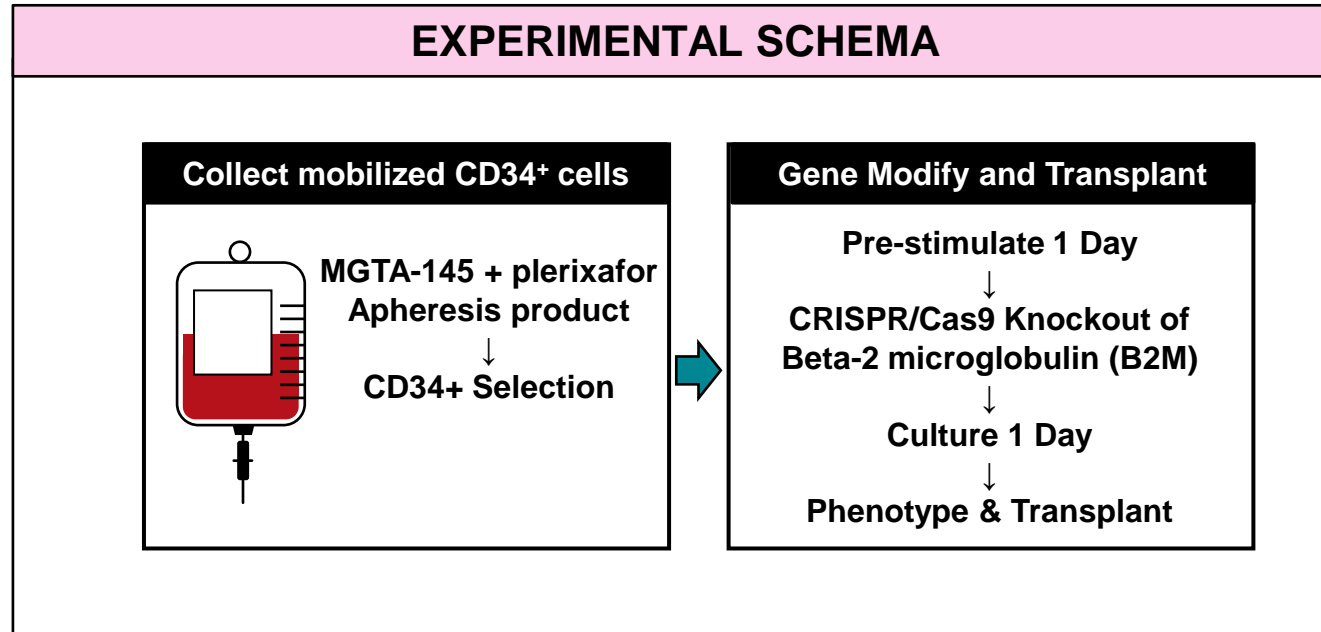 EXPERIMENTAL SCHEMA
Collect mobilized CD34⁺ cells
MGTA-145 + plerixafor
Apheresis product
↓
CD34+ Selection
Gene Modify and Transplant
Pre-stimulate 1 Day
↓
CRISPR/Cas9 Knockout of
Beta-2 microglobulin (B2M)
↓
Culture 1 Day
↓
Phenotype & Transplant